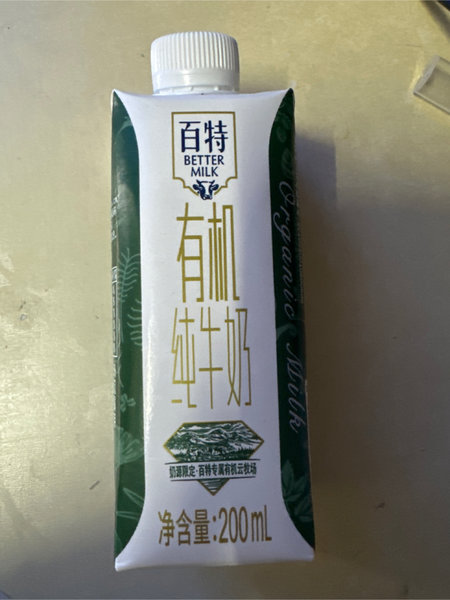 百特
BETTER
MILK
有机
纯牛奶
奶源限定·百特专属有机云牧场
净含量:200mL
Organic Milk